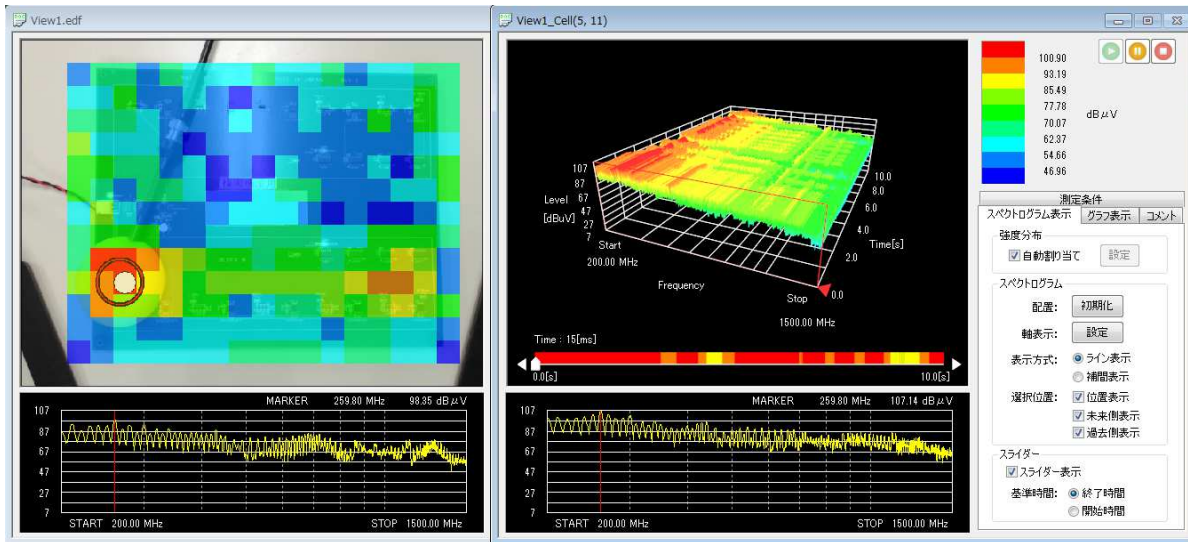 View1.edf
MARKER 259.80 MHz 98.35 dBμV
107
87
67
47
27
7
START 200.00 MHz STOP 1500.00 MHz
View1_Cell(5, 11)
107
87
67
47
27
7
Level
[dBuV]
Start
200.00 MHz
Frequency
Stop
1500.00 MHz
10.0
8.0
6.0
4.0
2.0
0.0
Time[s]
Time : 15[ms]
0.0[s] 10.0[s]
MARKER 259.80 MHz 107.14 dBμV
107
87
67
47
27
7
START 200.00 MHz STOP 1500.00 MHz
100.90
93.19
85.49
77.78
70.07
62.37
54.66
46.96
dBμV
測定条件
スペクトログラム表示 グラフ表示 コメント
強度分布
自動割り当て 設定
スペクトログラム
配置: 初期化
軸表示: 設定
表示方式: ライン表示
補間表示
選択位置: 位置表示
未来側表示
過去側表示
スライダー
スライダー表示
基準時間: 終了時間
開始時間